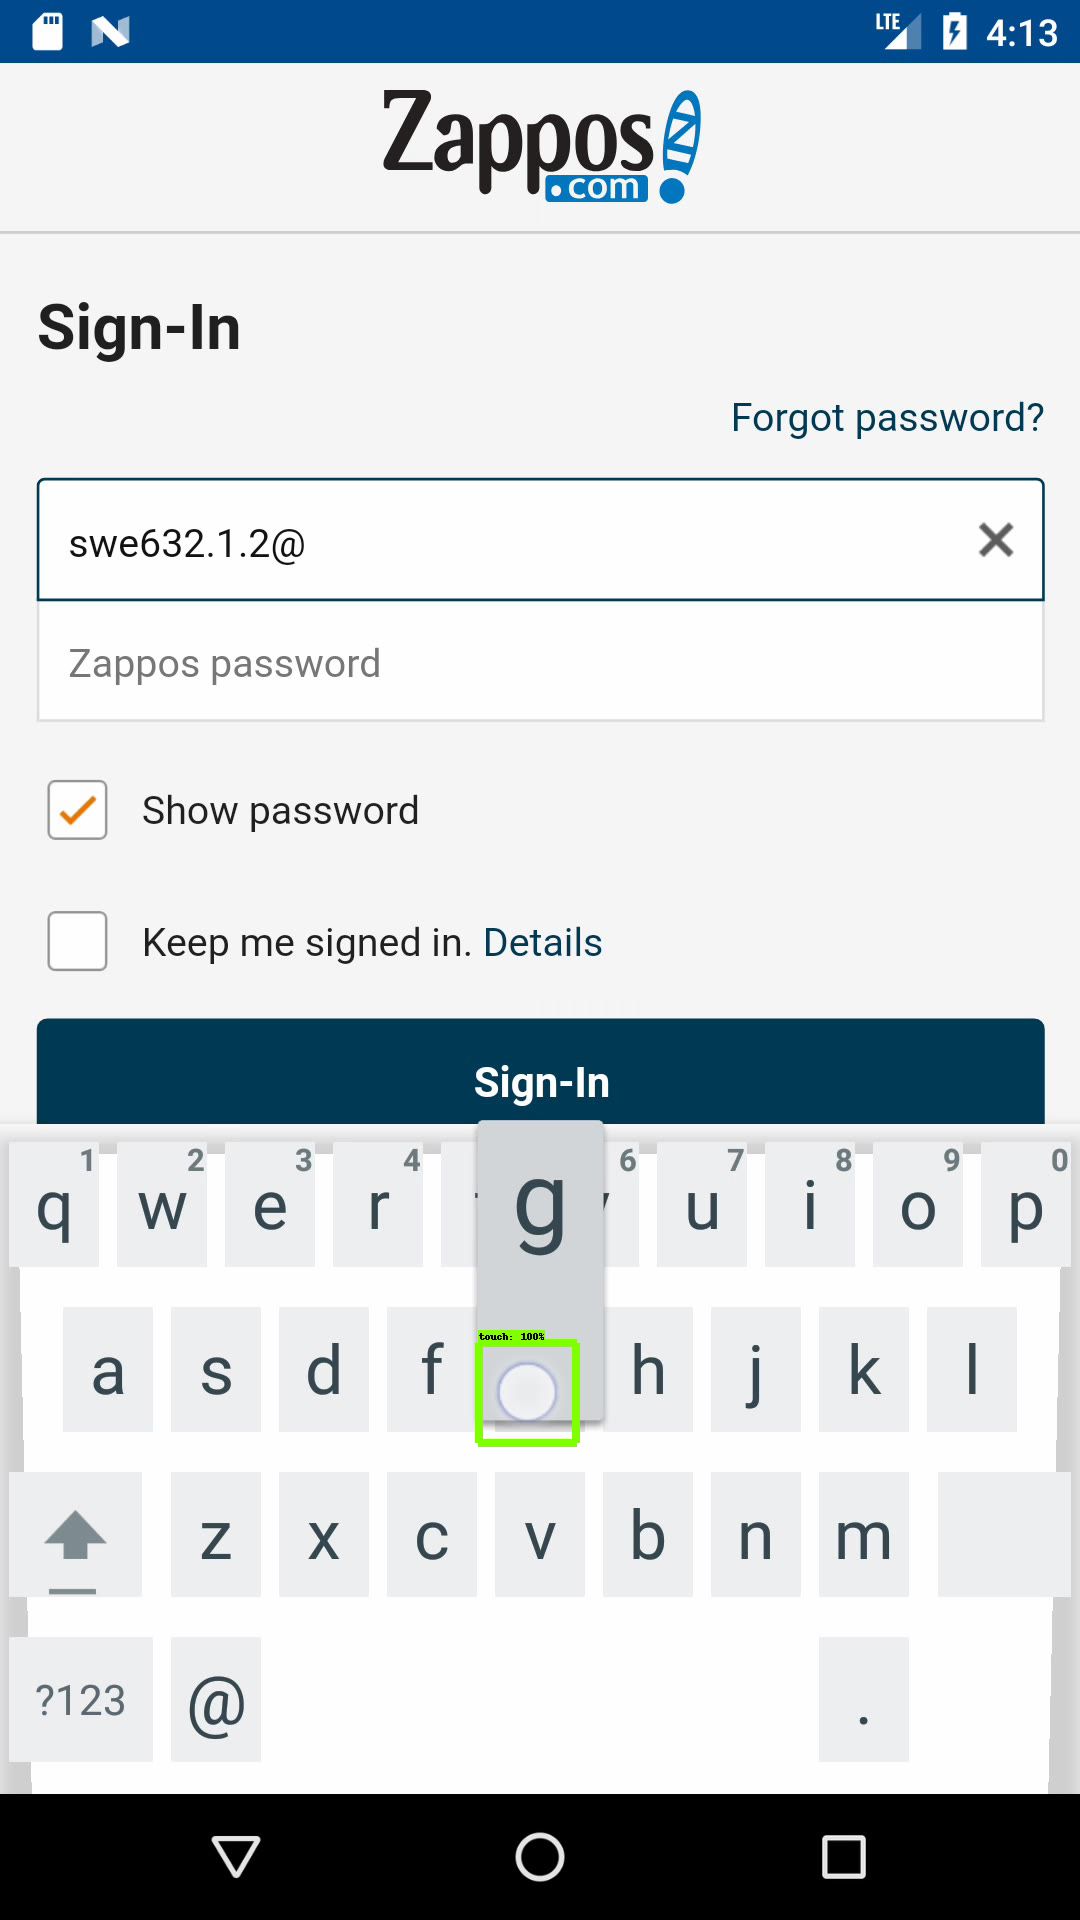 LTE 4:13
Zappos
.com
Sign-In
Forgot password?
swe632.1.2@
Zappos password
Show password
Keep me signed in. Details
Sign-In
1 2 3 4 6 7 8 9 0
q w e r u i o p
g
touch: 100%
a s d f h j k l
z x c v b n m
?123 @ .